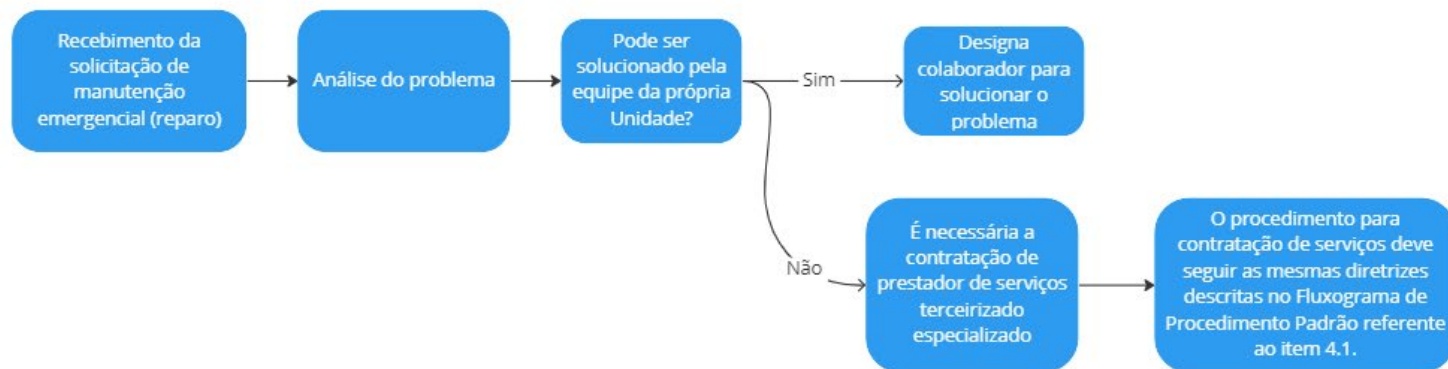 Recebimento da
solicitação de
manutenção
emergencial (reparo)
Análise do problema
Pode ser
solucionado pela
equipe da própria
Unidade?
Sim
Designa
colaborador para
solucionar o
problema
Não
É necessária a
contratação de
prestador de serviços
terceirizado
especializado
O procedimento para
contratação de serviços deve
seguir as mesmas diretrizes
descritas no Fluxograma de
Procedimento Padrão referente
ao item 4.1.